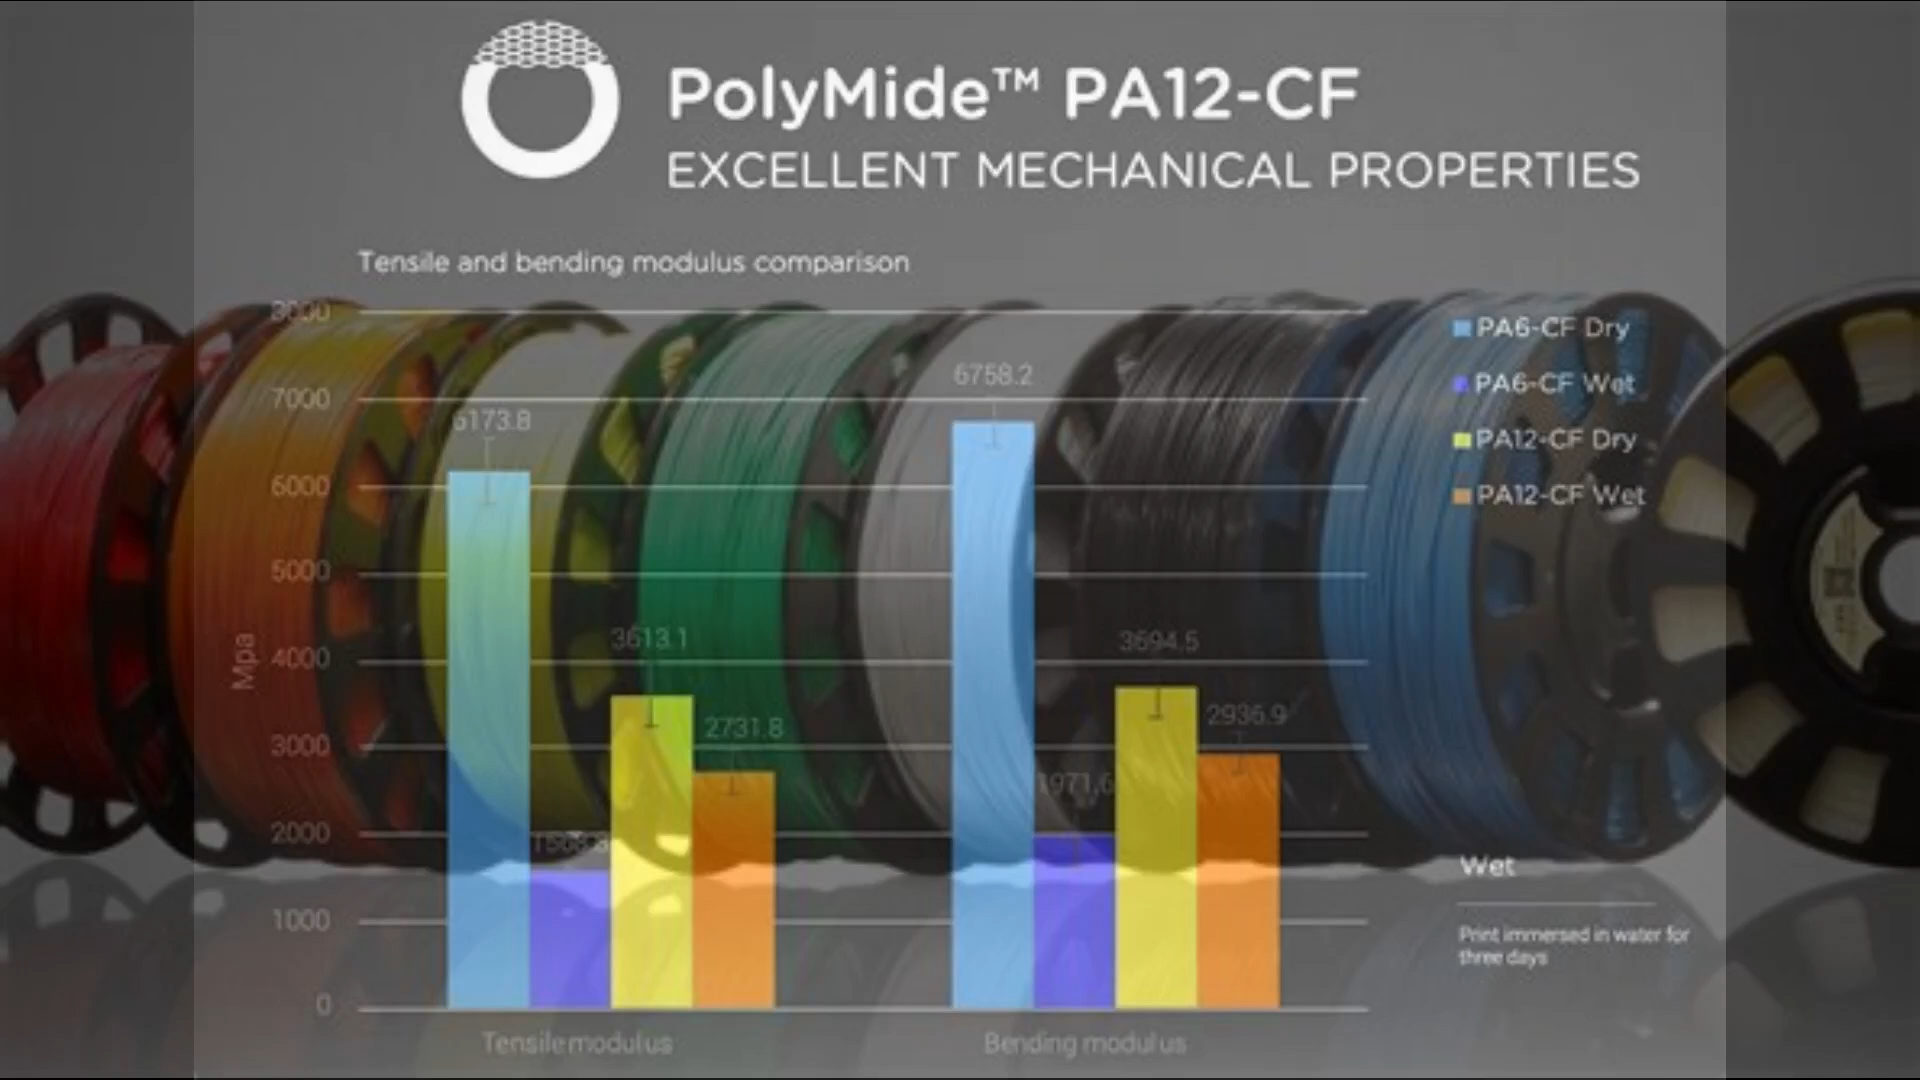 PolyMide™ PA12-CF
EXCELLENT MECHANICAL PROPERTIES
Tensile and bending modulus comparison
8000
7000
6000
5000
4000
3000
2000
1000
0
Mpa
6173.8
3613.1
2731.8
6758.2
1971.6
3694.5
2936.9
Tensile modulus
Bending modulus
PA6-CF Dry
PA6-CF Wet
PA12-CF Dry
PA12-CF Wet
Wet
Print immersed in water for
three days